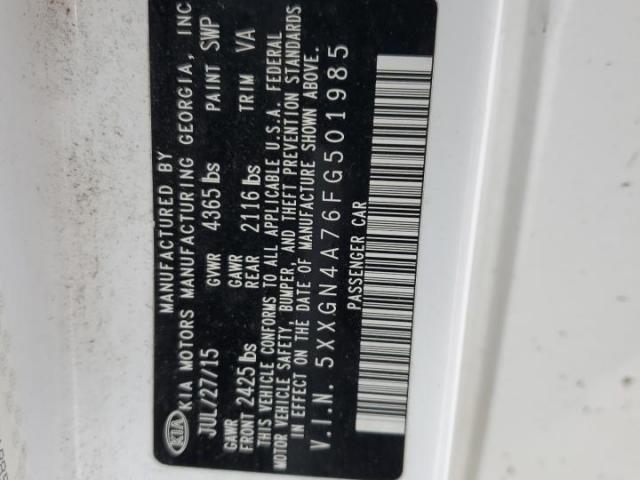 MANUFACTURED BY
KIA KIA MOTORS MANUFACTURING GEORGIA, INC
JUL/27/15 GVWR 4365 lbs PAINT SWP
GAWR FRONT 2425 lbs GAWR REAR 2116 lbs TRIM VA
THIS VEHICLE CONFORMS TO ALL APPLICABLE U.S.A. FEDERAL
MOTOR VEHICLE SAFETY, BUMPER, AND THEFT PREVENTION STANDARDS
IN EFFECT ON THE DATE OF MANUFACTURE SHOWN ABOVE.
V.I.N. 5XXGN4A76FG501985
PASSENGER CAR